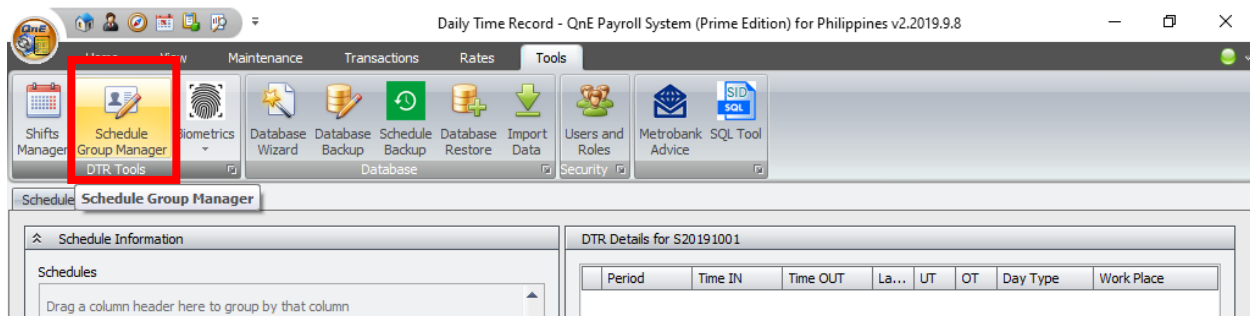 QnE
Daily Time Record - QnE Payroll System (Prime Edition) for Philippines v2.2019.9.8
Home View Maintenance Transactions Rates Tools
SID
SQL
Shifts Manager
Schedule Group Manager
Biometrics
Database Wizard
Database Backup
Schedule Backup
Database Restore
Import Data
Users and Roles
Metrobank Advice
SQL Tool
DTR Tools
Database
Security
Schedule
Schedule Group Manager
Schedule Information
DTR Details for S20191001
Schedules
Period Time IN Time OUT La... UT OT Day Type Work Place
Drag a column header here to group by that column